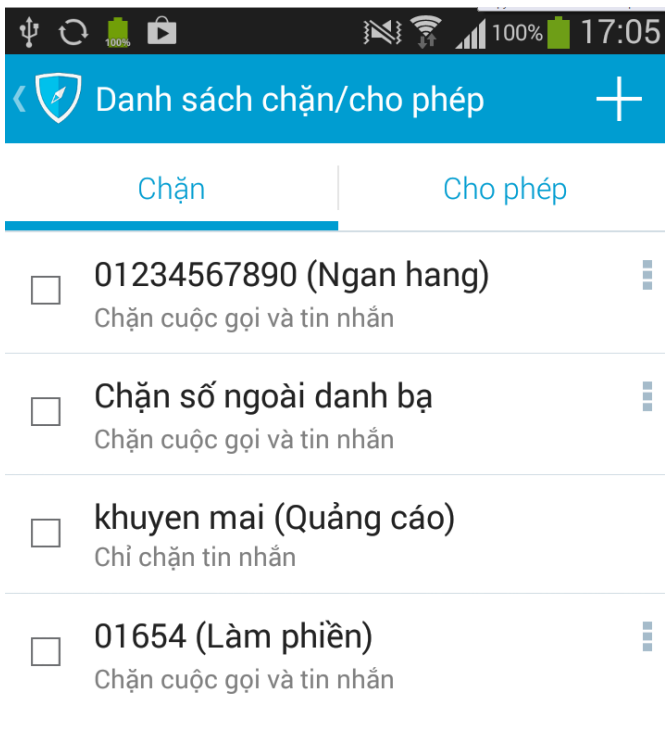 100%
100% 17:05
Danh sách chặn/cho phép
Chặn
Cho phép
01234567890 (Ngan hang)
Chặn cuộc gọi và tin nhắn
Chặn số ngoài danh bạ
Chặn cuộc gọi và tin nhắn
khuyen mai (Quảng cáo)
Chỉ chặn tin nhắn
01654 (Làm phiền)
Chặn cuộc gọi và tin nhắn